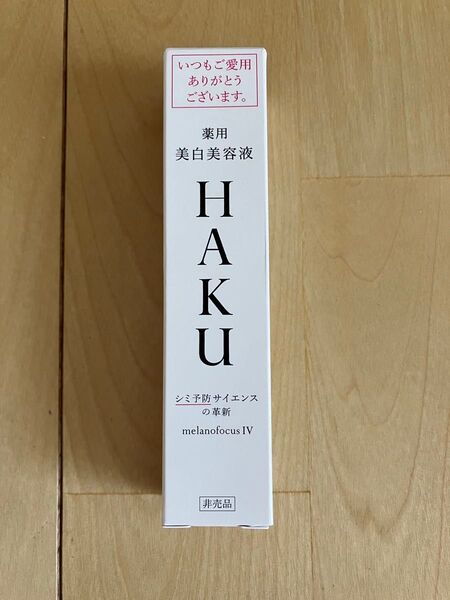 いつもご愛用
ありがとう
ございます。
薬用
美白美容液
HAKU
シミ予防サイエンス
の革新
melanofocus IV
非売品